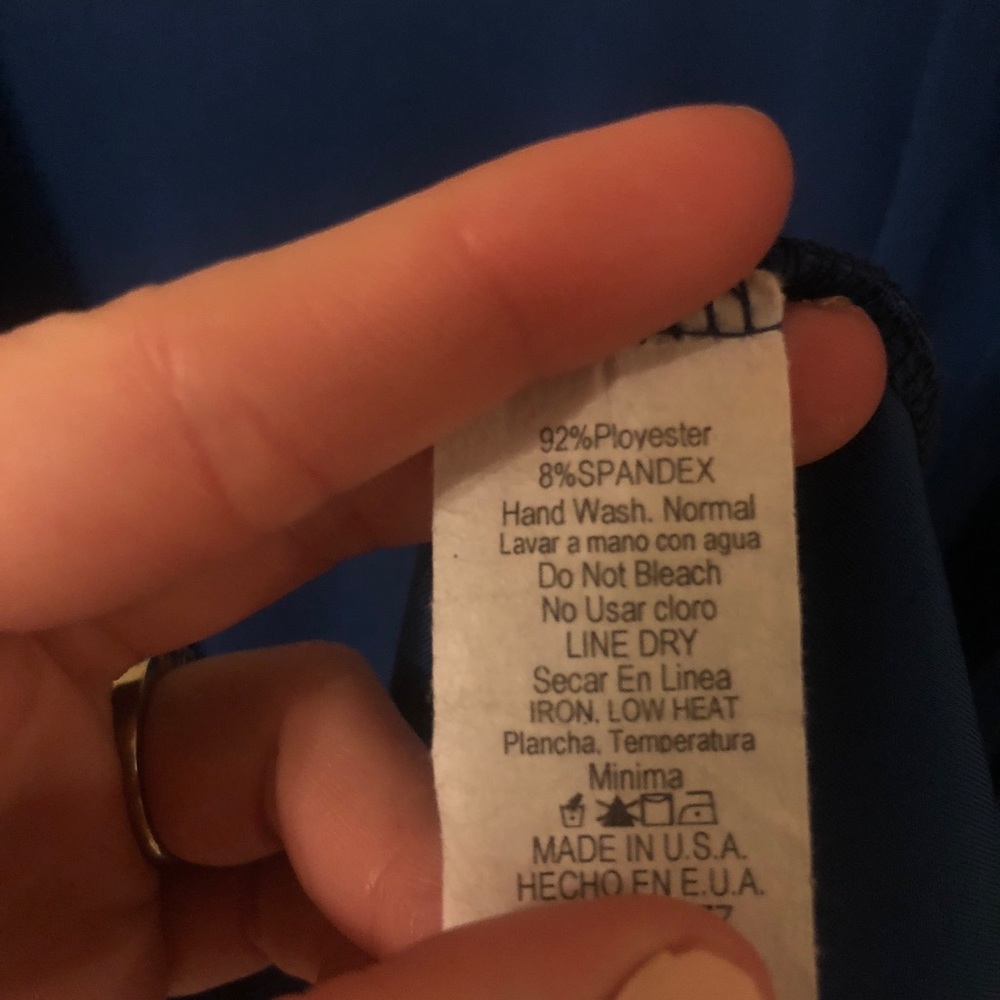 92%Ployester
8%SPANDEX
Hand Wash. Normal
Lavar a mano con agua
Do Not Bleach
No Usar cloro
LINE DRY
Secar En Linea
IRON. LOW HEAT
Plancha. Temperatura
Minima
MADE IN U.S.A.
HECHO EN E.U.A.